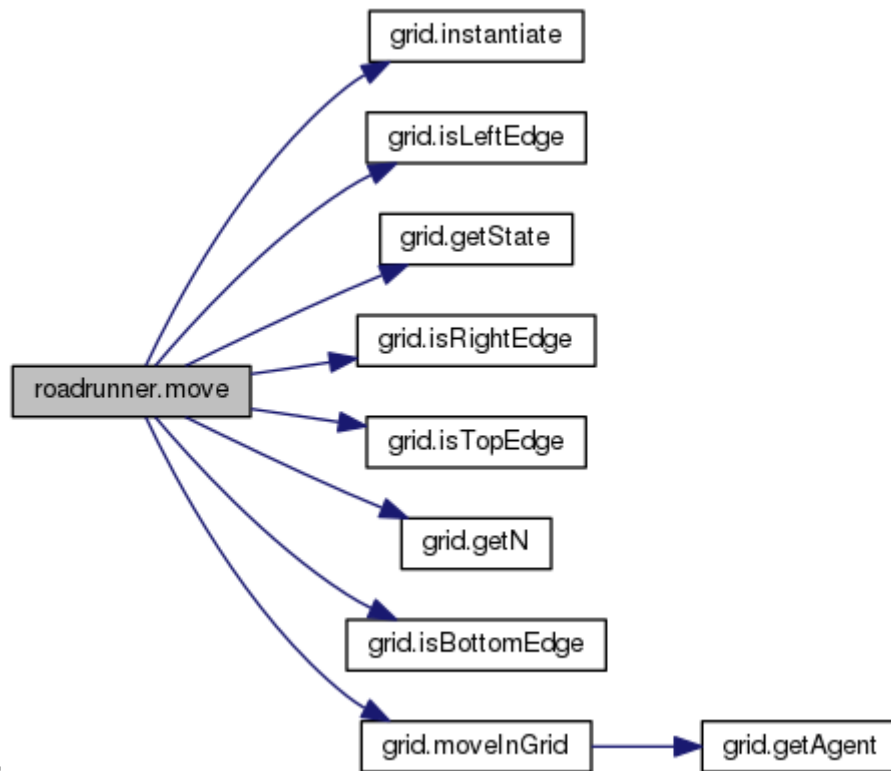 grid.instantiate
grid.isLeftEdge
grid.getState
grid.isRightEdge
roadrunner.move
grid.isTopEdge
grid.getN
grid.isBottomEdge
grid.moveInGrid
grid.getAgent